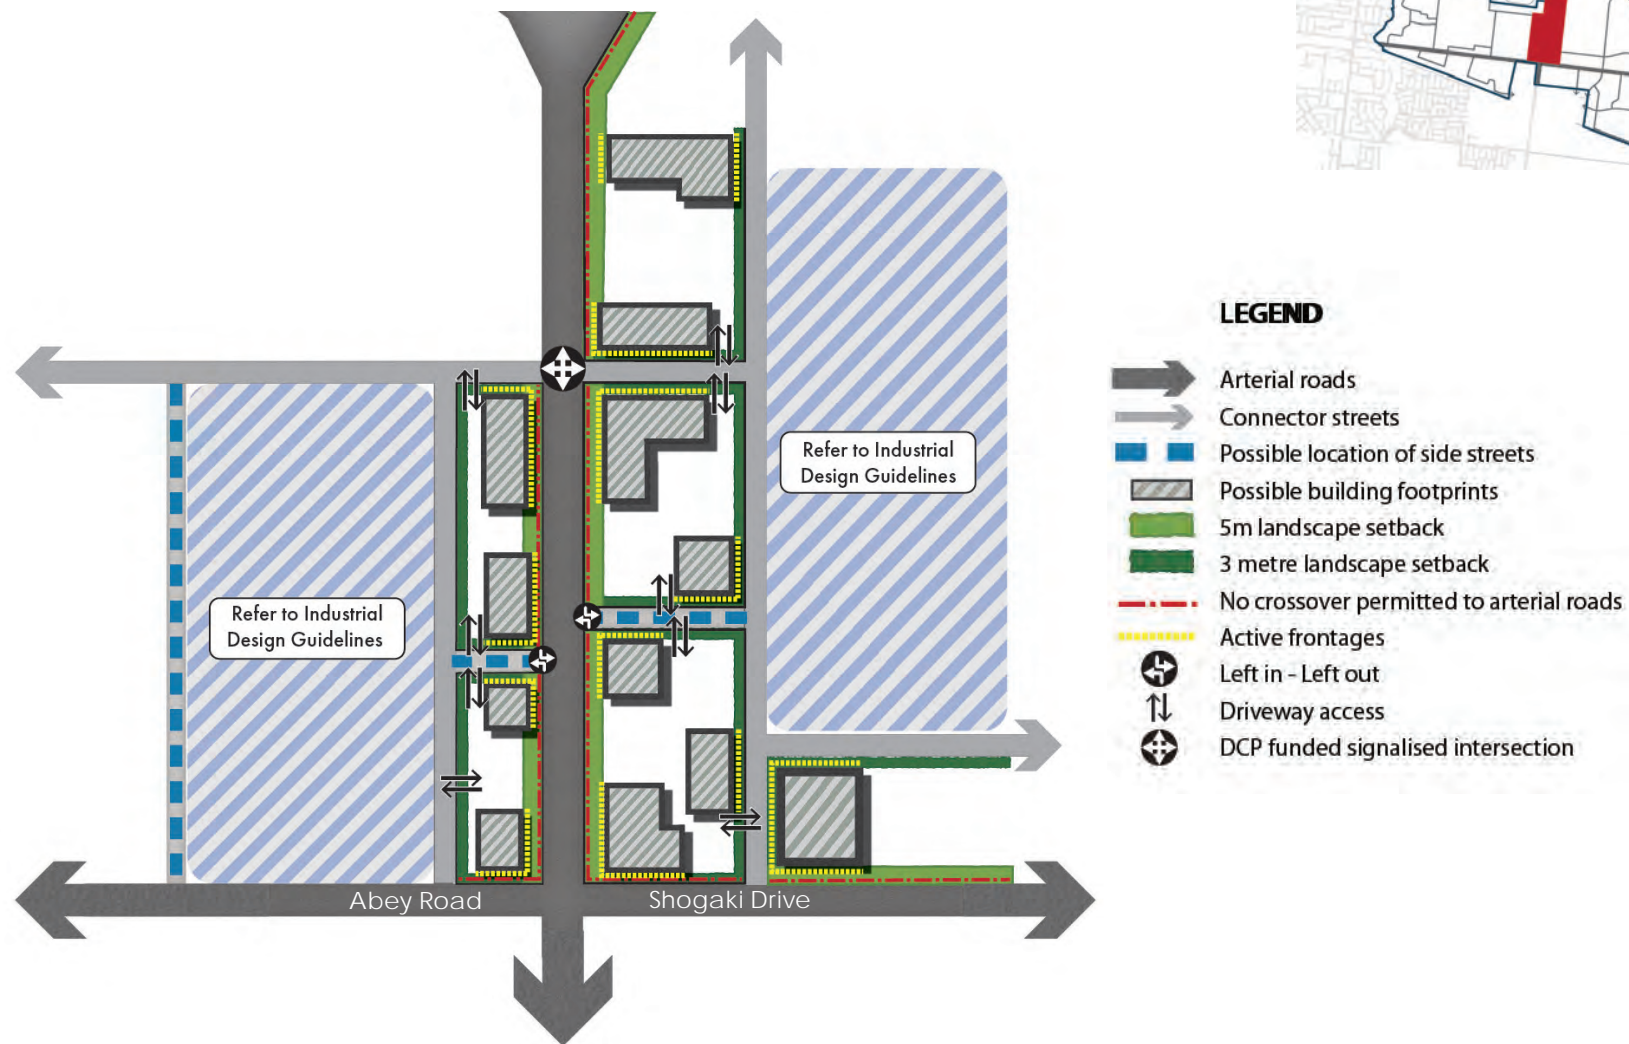 LEGEND
Arterial roads
Connector streets
Possible location of side streets
Possible building footprints
5m landscape setback
3 metre landscape setback
No crossover permitted to arterial roads
Active frontages
Left in - Left out
Driveway access
DCP funded signalised intersection
Refer to Industrial
Design Guidelines
Refer to Industrial
Design Guidelines
Abey Road
Shogaki Drive